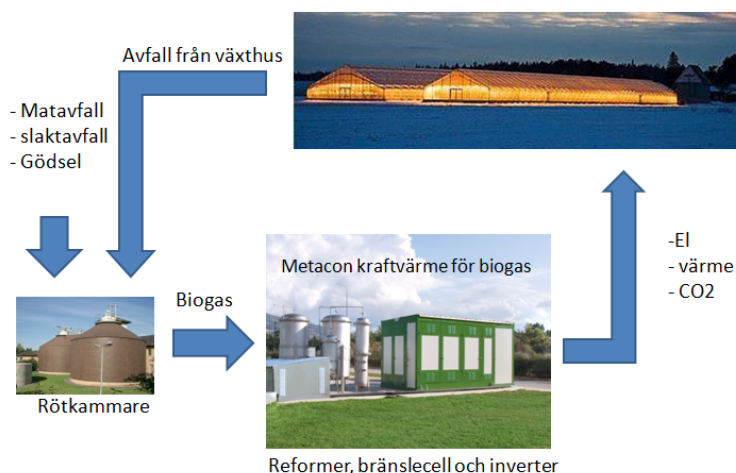 Avfall från växthus
- Matavfall
- slaktavfall
- Gödsel
Biogas
Rötkammare
Metacon kraftvärme för biogas
Reformer, bränslecell och inverter
-El
- värme
- CO2